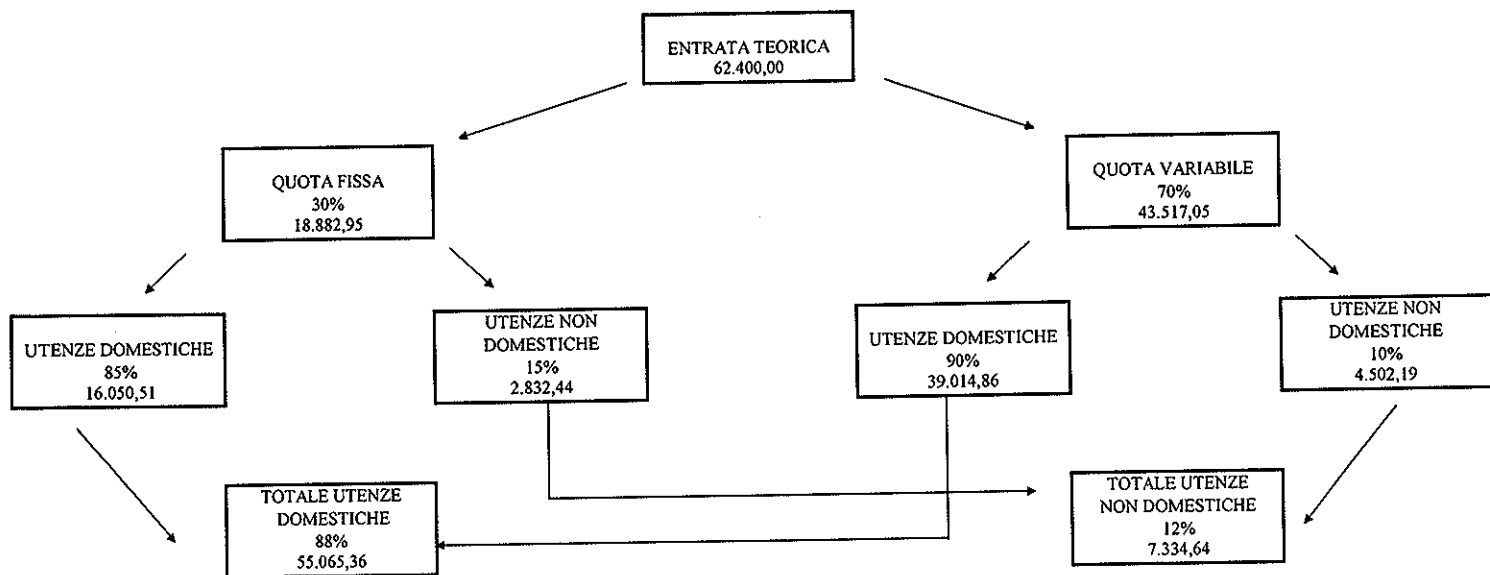 ENTRATA TEORICA
62.400,00
QUOTA FISSA
30%
18.882,95
QUOTA VARIABILE
70%
43.517,05
UTENZE DOMESTICHE
85%
16.050,51
UTENZE NON
DOMESTICHE
15%
2.832,44
UTENZE DOMESTICHE
90%
39.014,86
UTENZE NON
DOMESTICHE
10%
4.502,19
TOTALE UTENZE
DOMESTICHE
88%
55.065,36
TOTALE UTENZE
NON DOMESTICHE
12%
7.334,64